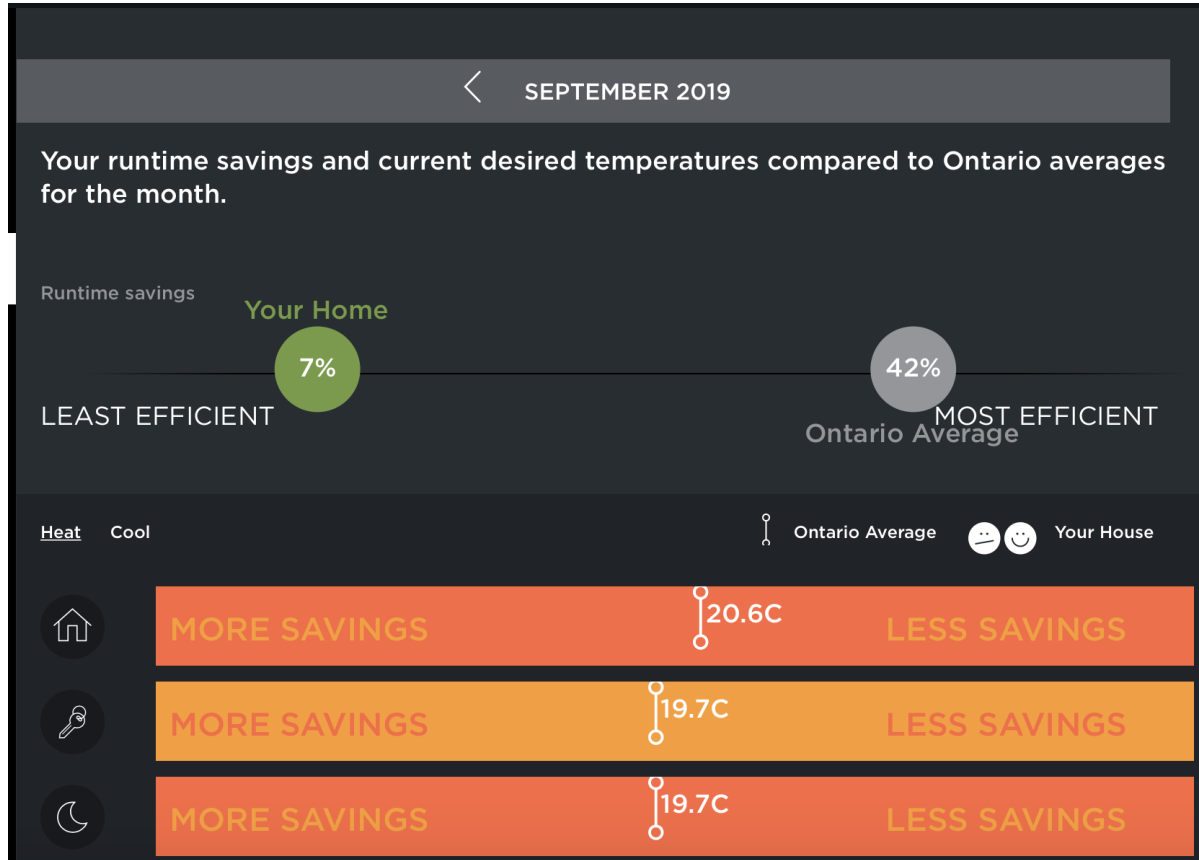 SEPTEMBER 2019
Your runtime savings and current desired temperatures compared to Ontario averages
for the month.
Runtime savings
Your Home
7%
42%
LEAST EFFICIENT
MOST EFFICIENT
Ontario Average
Heat Cool Ontario Average Your House
MORE SAVINGS 20.6C LESS SAVINGS
MORE SAVINGS 19.7C LESS SAVINGS
MORE SAVINGS 19.7C LESS SAVINGS